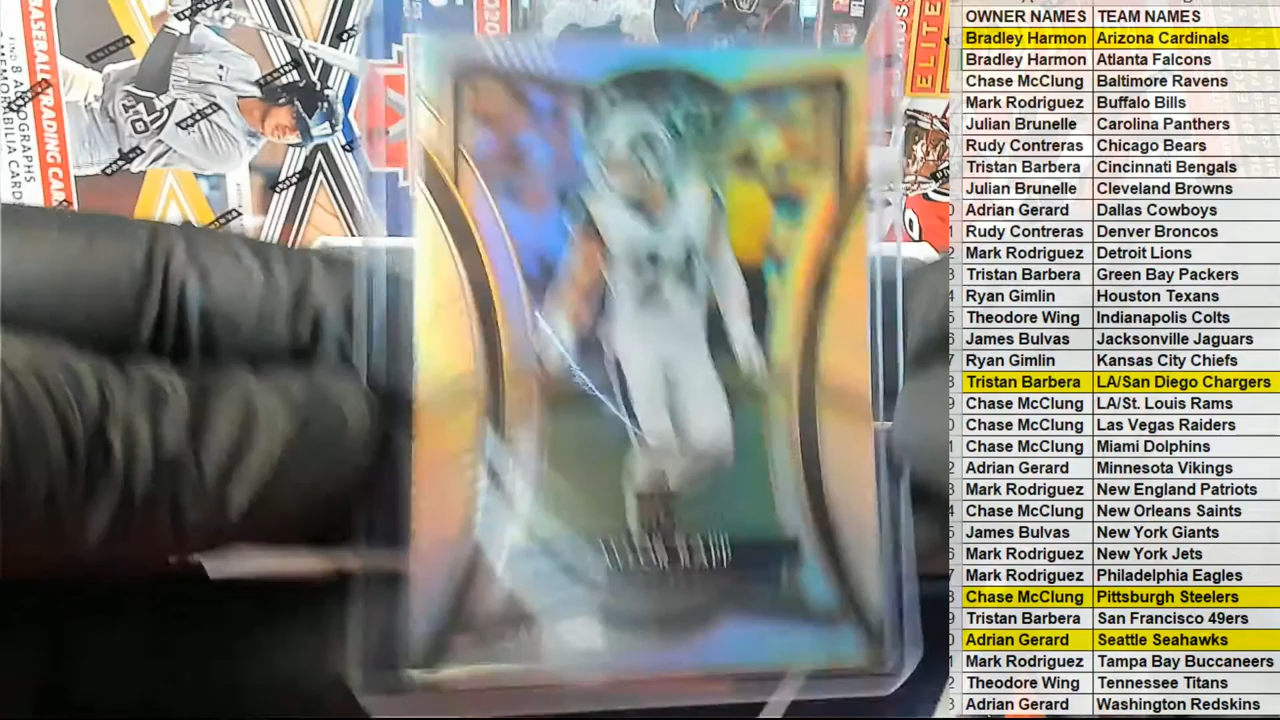 BASEBALL TRADING CAR
AUTOGRAPHS
MEMORABILIA CARD
PANINI
ELITE
OWNER NAMES TEAM NAMES
Bradley Harmon Arizona Cardinals
Bradley Harmon Atlanta Falcons
Chase McClung Baltimore Ravens
Mark Rodriguez Buffalo Bills
Julian Brunelle Carolina Panthers
Rudy Contreras Chicago Bears
Tristan Barbera Cincinnati Bengals
Julian Brunelle Cleveland Browns
Adrian Gerard Dallas Cowboys
Rudy Contreras Denver Broncos
Mark Rodriguez Detroit Lions
Tristan Barbera Green Bay Packers
Ryan Gimlin Houston Texans
Theodore Wing Indianapolis Colts
James Bulvas Jacksonville Jaguars
Ryan Gimlin Kansas City Chiefs
Tristan Barbera LA/San Diego Chargers
Chase McClung LA/St. Louis Rams
Chase McClung Las Vegas Raiders
Chase McClung Miami Dolphins
Adrian Gerard Minnesota Vikings
Mark Rodriguez New England Patriots
Chase McClung New Orleans Saints
James Bulvas New York Giants
Mark Rodriguez New York Jets
Mark Rodriguez Philadelphia Eagles
Chase McClung Pittsburgh Steelers
Tristan Barbera San Francisco 49ers
Adrian Gerard Seattle Seahawks
Mark Rodriguez Tampa Bay Buccaneers
Theodore Wing Tennessee Titans
Adrian Gerard Washington Redskins